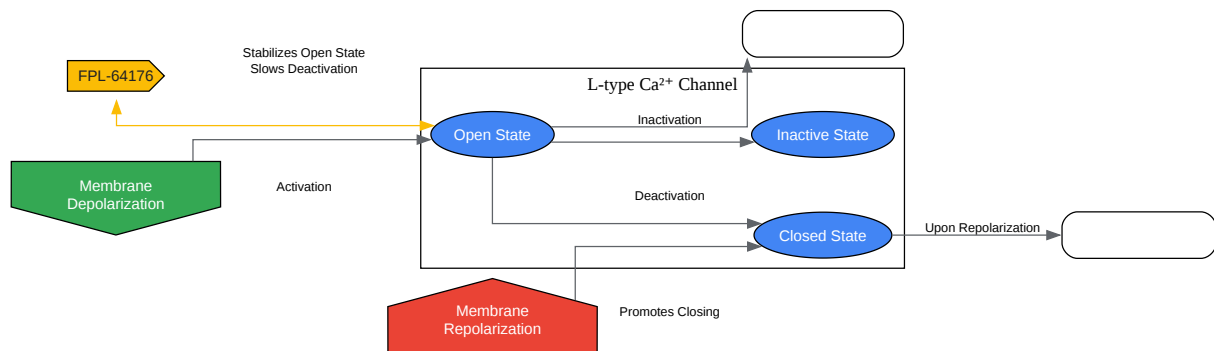 Stabilizes Open State
Slows Deactivation
FPL-64176
L-type Ca²⁺ Channel
Inactivation
Open State
Inactive State
Membrane
Depolarization
Activation
Deactivation
Closed State
Upon Repolarization
Membrane
Repolarization
Promotes Closing